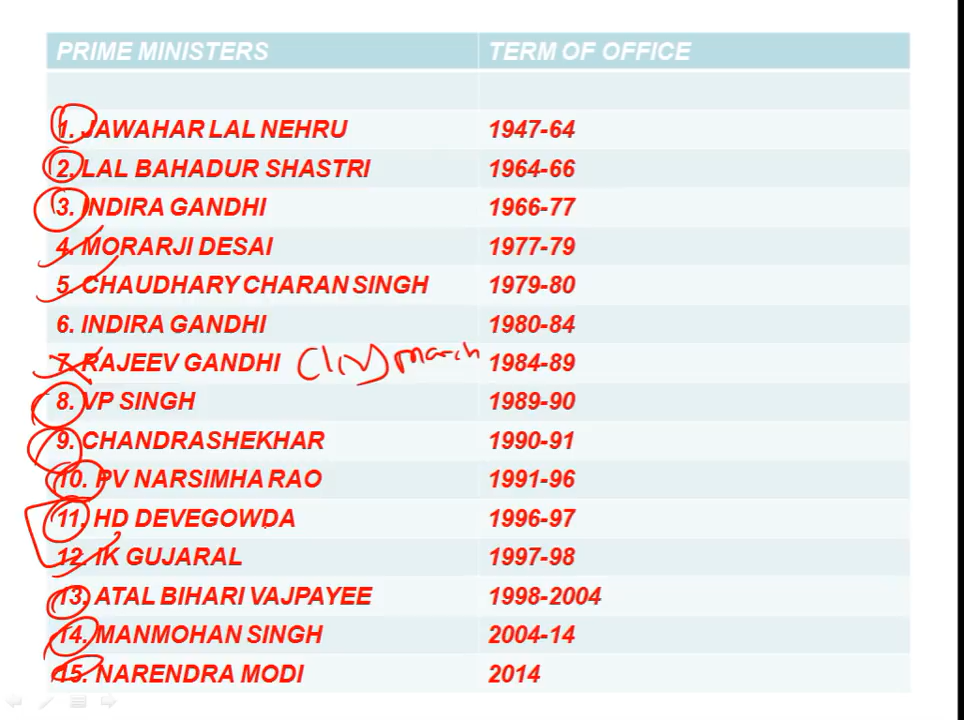 PRIME MINISTERS TERM OF OFFICE
1. JAWAHAR LAL NEHRU 1947-64
2. LAL BAHADUR SHASTRI 1964-66
3. INDIRA GANDHI 1966-77
4. MORARJI DESAI 1977-79
5. CHAUDHARY CHARAN SINGH 1979-80
6. INDIRA GANDHI 1980-84
7. RAJEEV GANDHI march 1984-89
8. VP SINGH 1989-90
9. CHANDRASHEKHAR 1990-91
10. PV NARSIMHA RAO 1991-96
11. HD DEVEGOWDA 1996-97
12. IK GUJARAL 1997-98
13. ATAL BIHARI VAJPAYEE 1998-2004
14. MANMOHAN SINGH 2004-14
15. NARENDRA MODI 2014